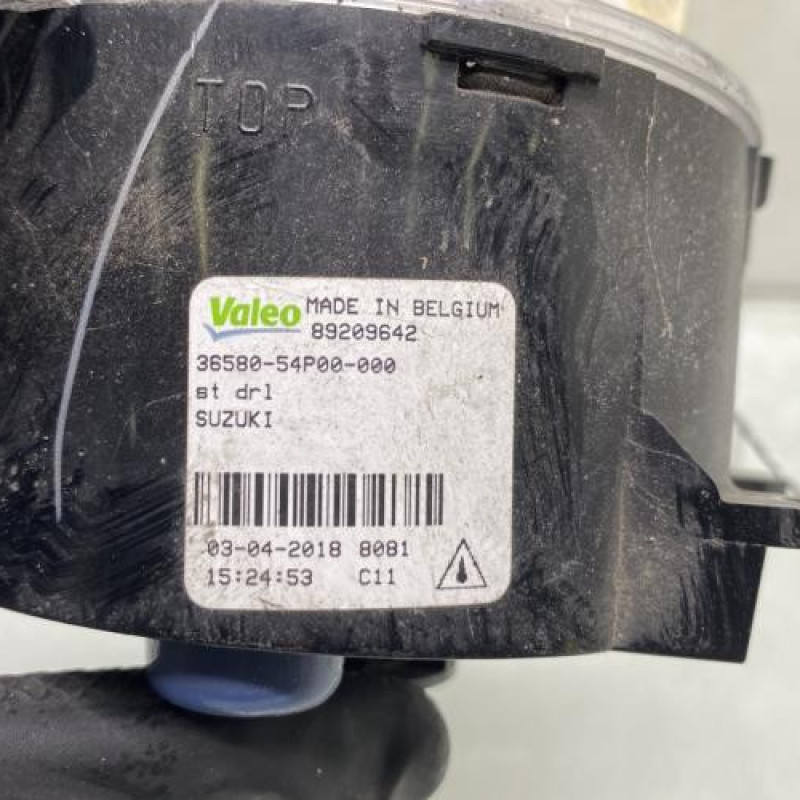 TOP
Valeo MADE IN BELGIUM
89209642
36580-54P00-000
st drl
SUZUKI
03-04-2018 8081
15:24:53 C11